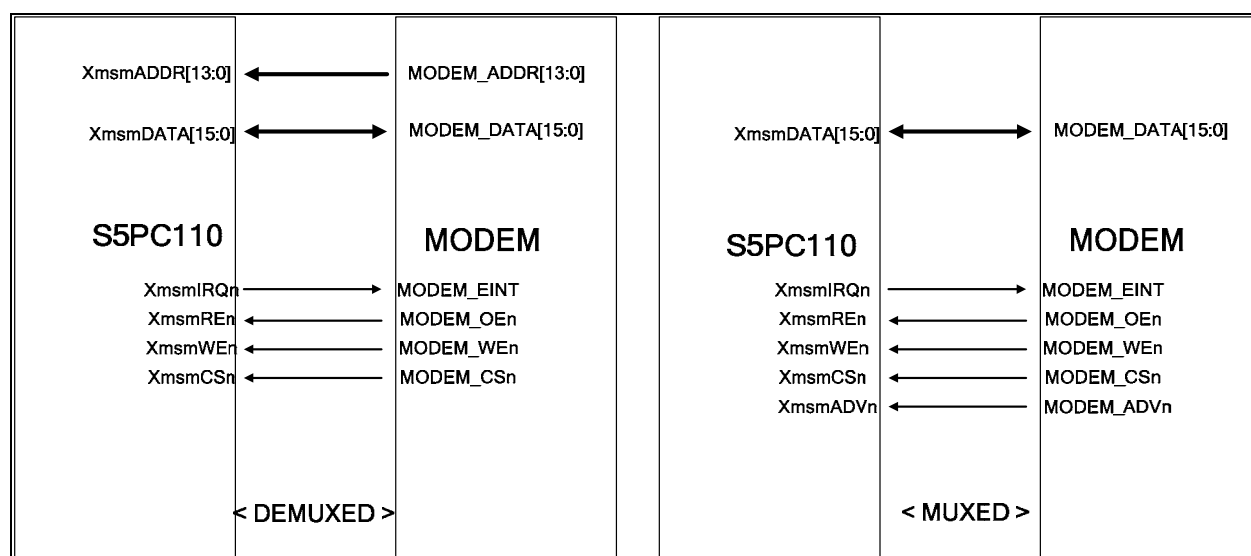 XmsmADDR[13:0] MODEM_ADDR[13:0]
XmsmDATA[15:0] MODEM_DATA[15:0]
S5PC110 MODEM
XmsmIRQn MODEM_EINT
XmsmREn MODEM_OEn
XmsmWEn MODEM_WEn
XmsmCSn MODEM_CSn
< DEMUXED >
XmsmDATA[15:0] MODEM_DATA[15:0]
S5PC110 MODEM
XmsmIRQn MODEM_EINT
XmsmREn MODEM_OEn
XmsmWEn MODEM_WEn
XmsmCSn MODEM_CSn
XmsmADVn MODEM_ADVn
< MUXED >